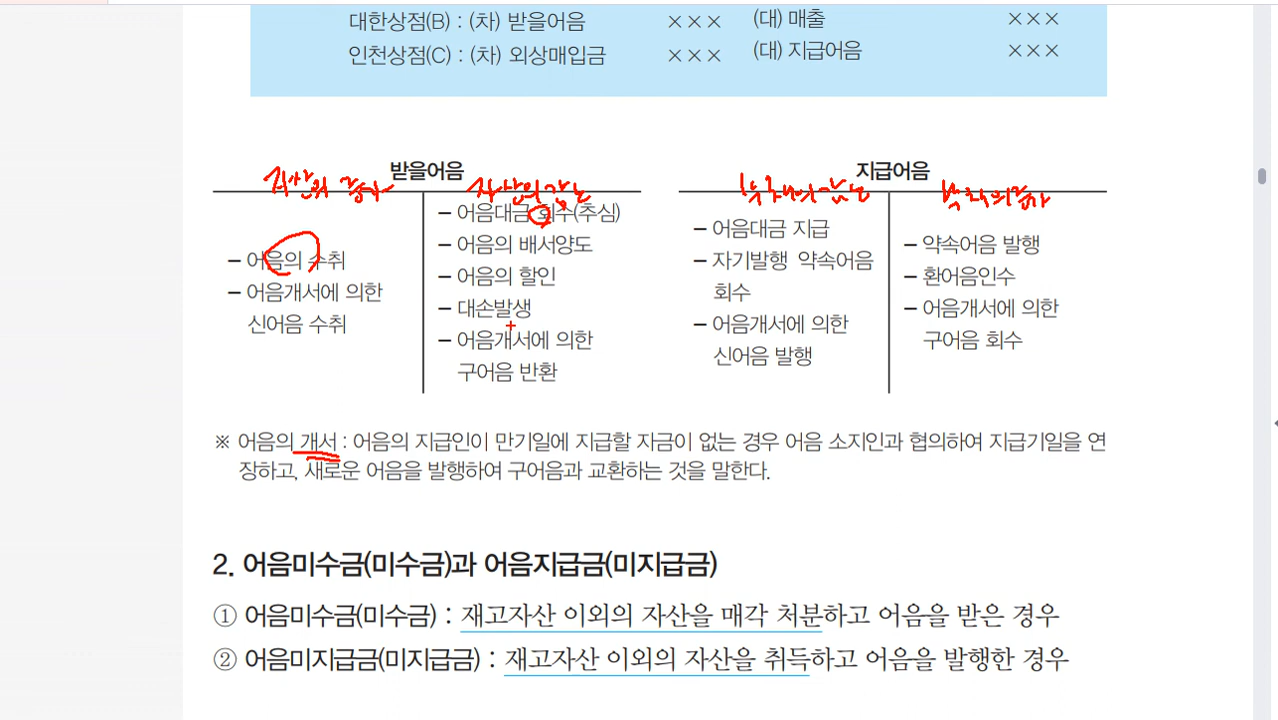 대한상점(B) : (차) 받을어음 ××× (대) 매출 ×××
인천상점(C) : (차) 외상매입금 ××× (대) 지급어음 ×××
받을어음
자산의 증가
자산의 감소
– 어음의 수취
– 어음개서에 의한
신어음 수취
– 어음대금 회수(추심)
– 어음의 배서양도
– 어음의 할인
– 대손발생
– 어음개서에 의한
구어음 반환
지급어음
부채의 감소
부채의 증가
– 어음대금 지급
– 자기발행 약속어음
회수
– 어음개서에 의한
신어음 발행
– 약속어음 발행
– 환어음인수
– 어음개서에 의한
구어음 회수
※ 어음의 개서 : 어음의 지급인이 만기일에 지급할 자금이 없는 경우 어음 소지인과 협의하여 지급기일을 연
장하고, 새로운 어음을 발행하여 구어음과 교환하는 것을 말한다.
2. 어음미수금(미수금)과 어음지급금(미지급금)
① 어음미수금(미수금) : 재고자산 이외의 자산을 매각 처분하고 어음을 받은 경우
② 어음미지급금(미지급금) : 재고자산 이외의 자산을 취득하고 어음을 발행한 경우